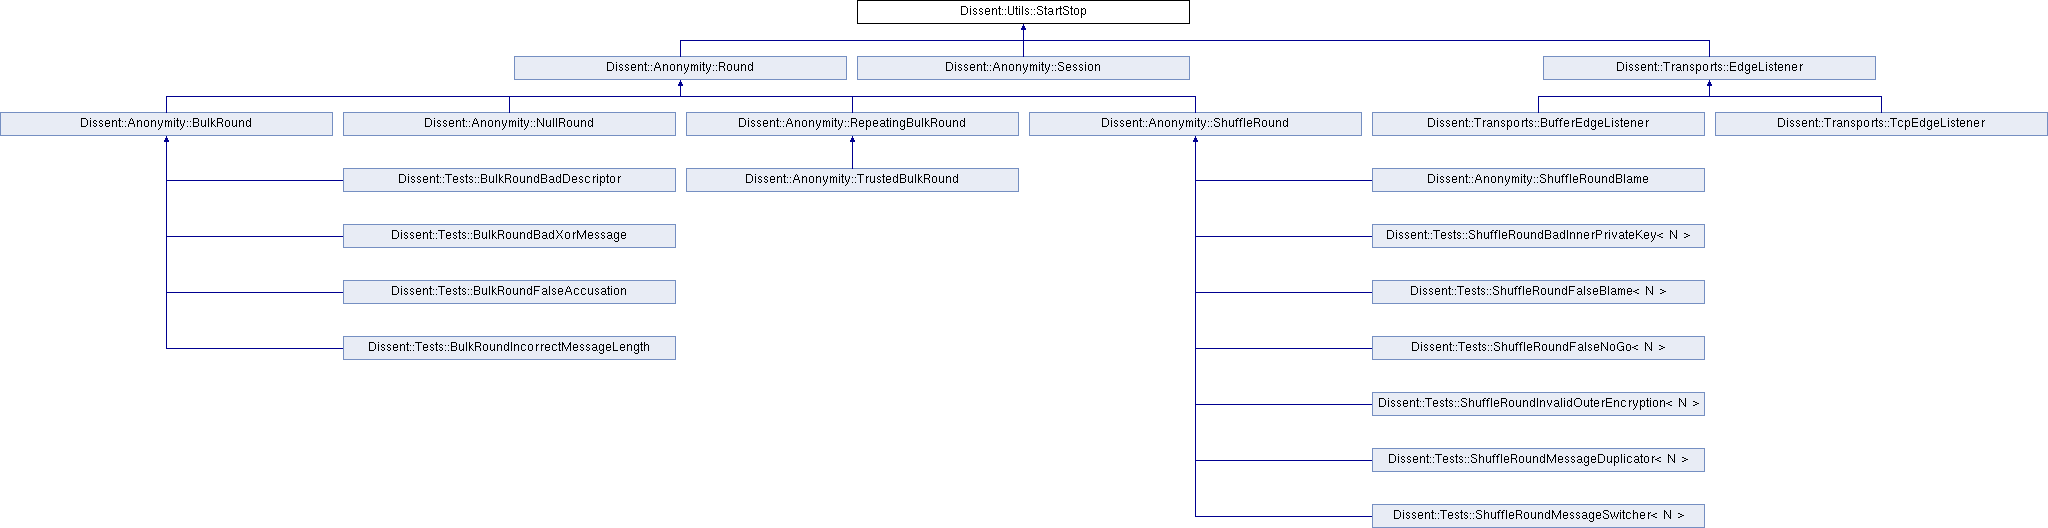 Dissent::Utils::StartStop
Dissent::Anonymity::Round
Dissent::Anonymity::Session
Dissent::Transports::EdgeListener
Dissent::Anonymity::BulkRound
Dissent::Anonymity::NullRound
Dissent::Anonymity::RepeatingBulkRound
Dissent::Anonymity::ShuffleRound
Dissent::Transports::BufferEdgeListener
Dissent::Transports::TcpEdgeListener
Dissent::Tests::BulkRoundBadDescriptor
Dissent::Anonymity::TrustedBulkRound
Dissent::Anonymity::ShuffleRoundBlame
Dissent::Tests::BulkRoundBadXorMessage
Dissent::Tests::ShuffleRoundBadInnerPrivateKey< N >
Dissent::Tests::BulkRoundFalseAccusation
Dissent::Tests::ShuffleRoundFalseBlame< N >
Dissent::Tests::BulkRoundIncorrectMessageLength
Dissent::Tests::ShuffleRoundFalseNoGo< N >
Dissent::Tests::ShuffleRoundInvalidOuterEncryption< N >
Dissent::Tests::ShuffleRoundMessageDuplicator< N >
Dissent::Tests::ShuffleRoundMessageSwitcher< N >